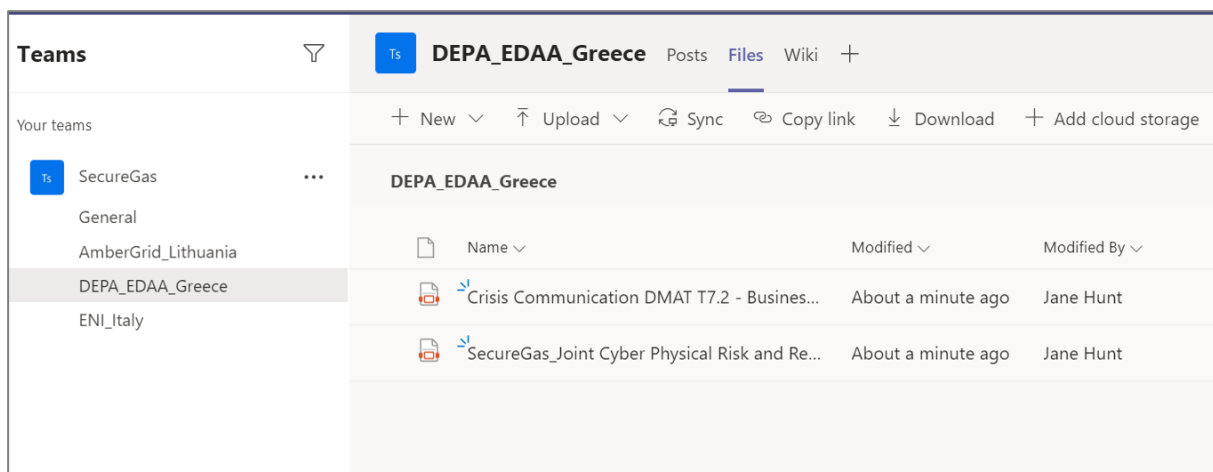 Teams
Your teams
Ts SecureGas ...
General
AmberGrid_Lithuania
DEPA_EDAA_Greece
ENI_Italy
Ts DEPA_EDAA_Greece Posts Files Wiki +
+ New Upload Sync Copy link Download + Add cloud storage
DEPA_EDAA_Greece
Name Modified Modified By
Crisis Communication DMAT T7.2 - Busines... About a minute ago Jane Hunt
SecureGas_Joint Cyber Physical Risk and Re... About a minute ago Jane Hunt